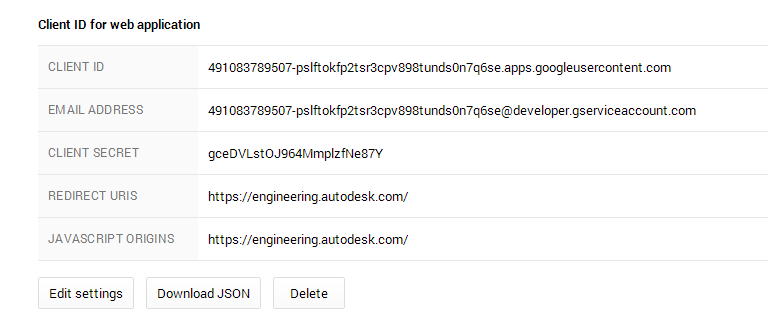 Client ID for web application
CLIENT ID 491083789507-pslftokfp2tsr3cpv898tunds0n7q6se.apps.googleusercontent.com
EMAIL ADDRESS 491083789507-pslftokfp2tsr3cpv898tunds0n7q6se@developer.gserviceaccount.com
CLIENT SECRET gceDVLstOJ964MmplzfNe87Y
REDIRECT URIS https://engineering.autodesk.com/
JAVASCRIPT ORIGINS https://engineering.autodesk.com/
Edit settings Download JSON Delete